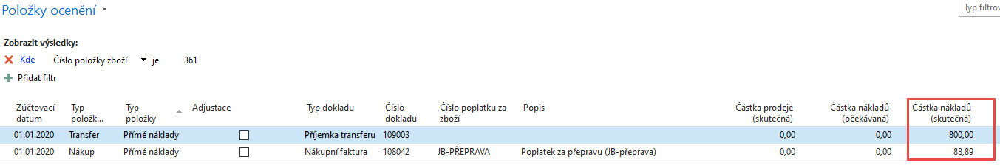 Položky ocenění
Typ filtrov
Zobrazit výsledky:
Kde Číslo položky zboží je 361
Přidat filtr
Zúčtovací datum Typ položk... Typ položky Adjustace Typ dokladu Číslo dokladu Číslo poplatku za zboží Popis Částka prodeje (skutečná) Částka nákladů (očekávaná) Částka nákladů (skutečná)
01.01.2020 Transfer Přímé náklady Příjemka transferu 109003 0,00 0,00 800,00
01.01.2020 Nákup Přímé náklady Nákupní faktura 108042 JB-PŘEPRAVA Poplatek za přepravu (JB-přeprava) 0,00 0,00 88,89